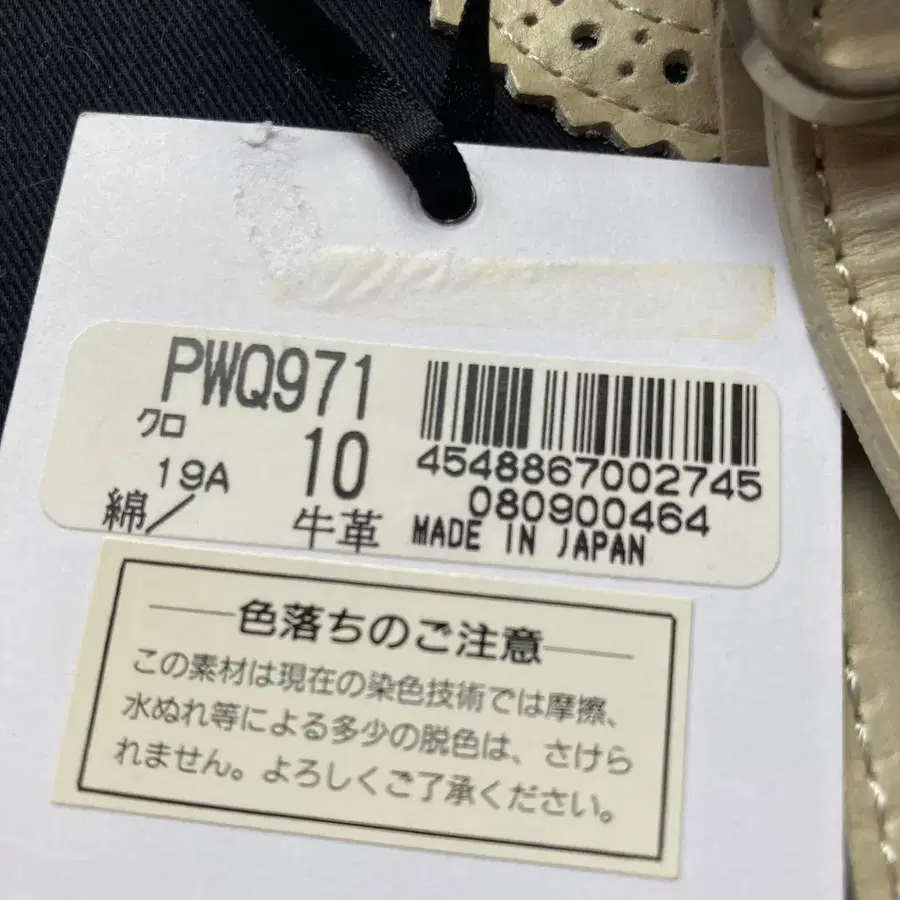 PWQ971
クロ 10
19A
綿／ 牛革
4548867002745
080900464
MADE IN JAPAN
色落ちのご注意
この素材は現在の染色技術では摩擦、
水ぬれ等による多少の脱色は、さけら
れません。よろしくご了承ください。